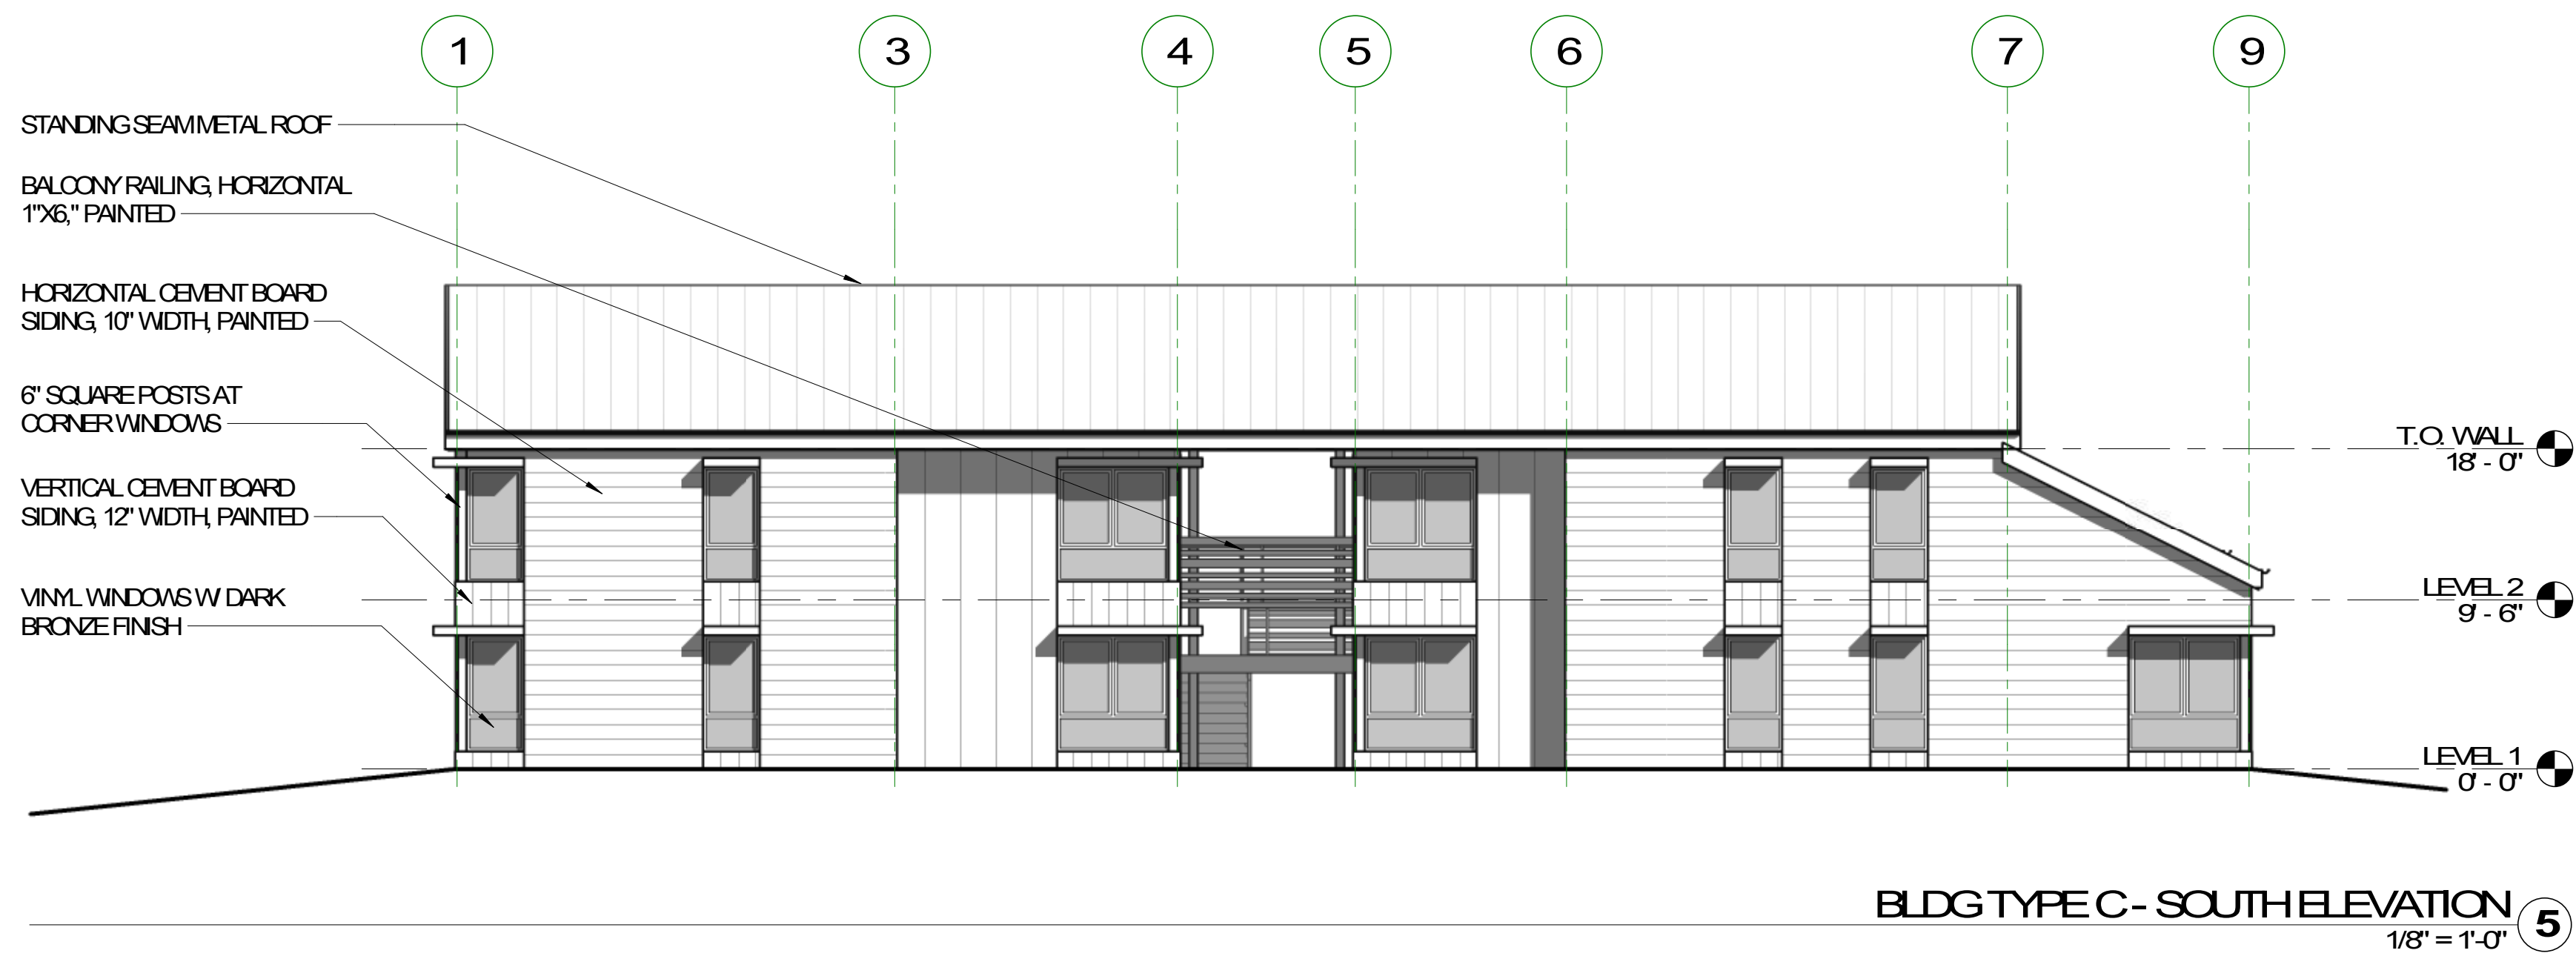 1 3 4 5 6 7 9
STANDING SEAM METAL ROOF
BALCONY RAILING, HORIZONTAL
1"X6," PAINTED
HORIZONTAL CEMENT BOARD
SIDING, 10" WIDTH, PAINTED
6" SQUARE POSTS AT
CORNER WINDOWS
VERTICAL CEMENT BOARD
SIDING, 12" WIDTH, PAINTED
VINYL WINDOWS W/ DARK
BRONZE FINISH
T.O. WALL
18' - 0"
LEVEL 2
9' - 6"
LEVEL 1
0' - 0"
BLDG TYPE C - SOUTH ELEVATION
1/8" = 1'-0"
5